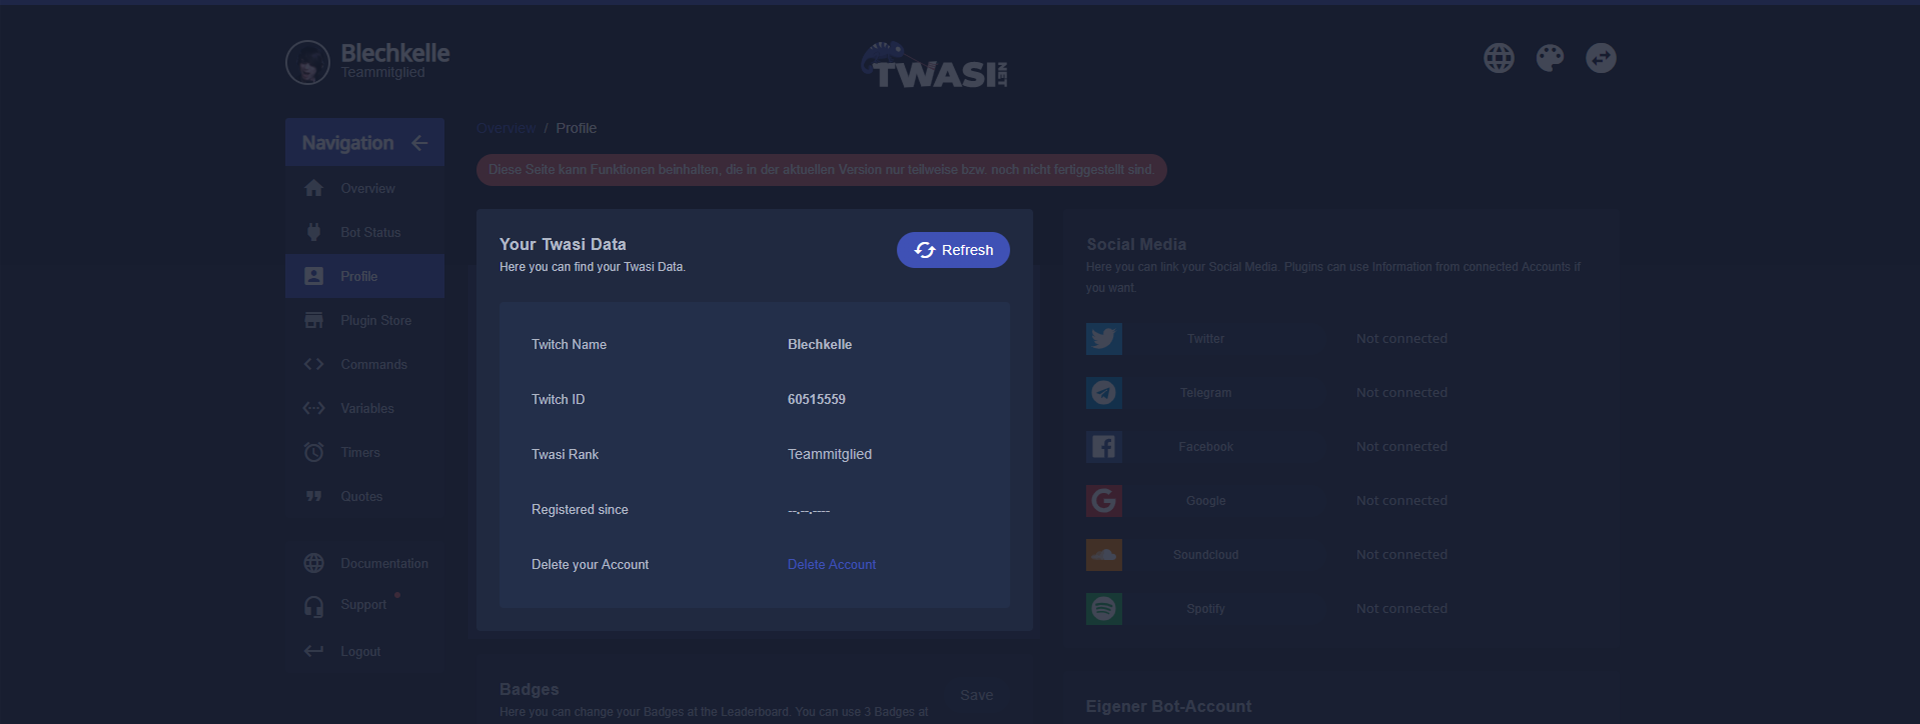 Blechkelle
Teammitglied
TWASI NET
Navigation
Overview
Bot Status
Profile
Plugin Store
Commands
Variables
Timers
Quotes
Documentation
Support
Logout
Overview / Profile
Diese Seite kann Funktionen beinhalten, die in der aktuellen Version nur teilweise bzw. noch nicht fertiggestellt sind.
Your Twasi Data
Here you can find your Twasi Data.
Refresh
Twitch Name Blechkelle
Twitch ID 60515559
Twasi Rank Teammitglied
Registered since --.--.----
Delete your Account Delete Account
Social Media
Here you can link your Social Media. Plugins can use Information from connected Accounts if
you want.
Twitter Not connected
Telegram Not connected
Facebook Not connected
Google Not connected
Soundcloud Not connected
Spotify Not connected
Badges
Here you can change your Badges at the Leaderboard. You can use 3 Badges at
Save
Eigener Bot-Account